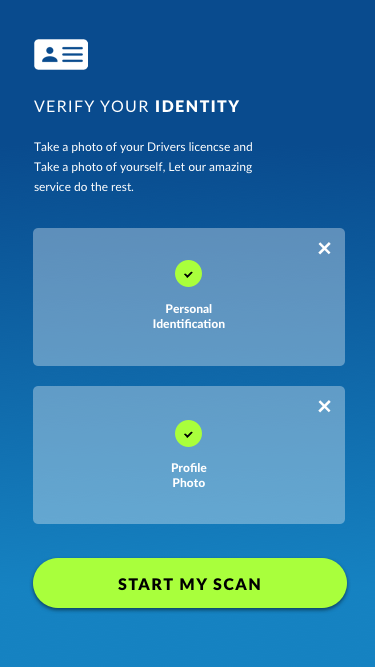 VERIFY YOUR IDENTITY
Take a photo of your Drivers licencse and
Take a photo of yourself, Let our amazing
service do the rest.
Personal
Identification
Profile
Photo
START MY SCAN